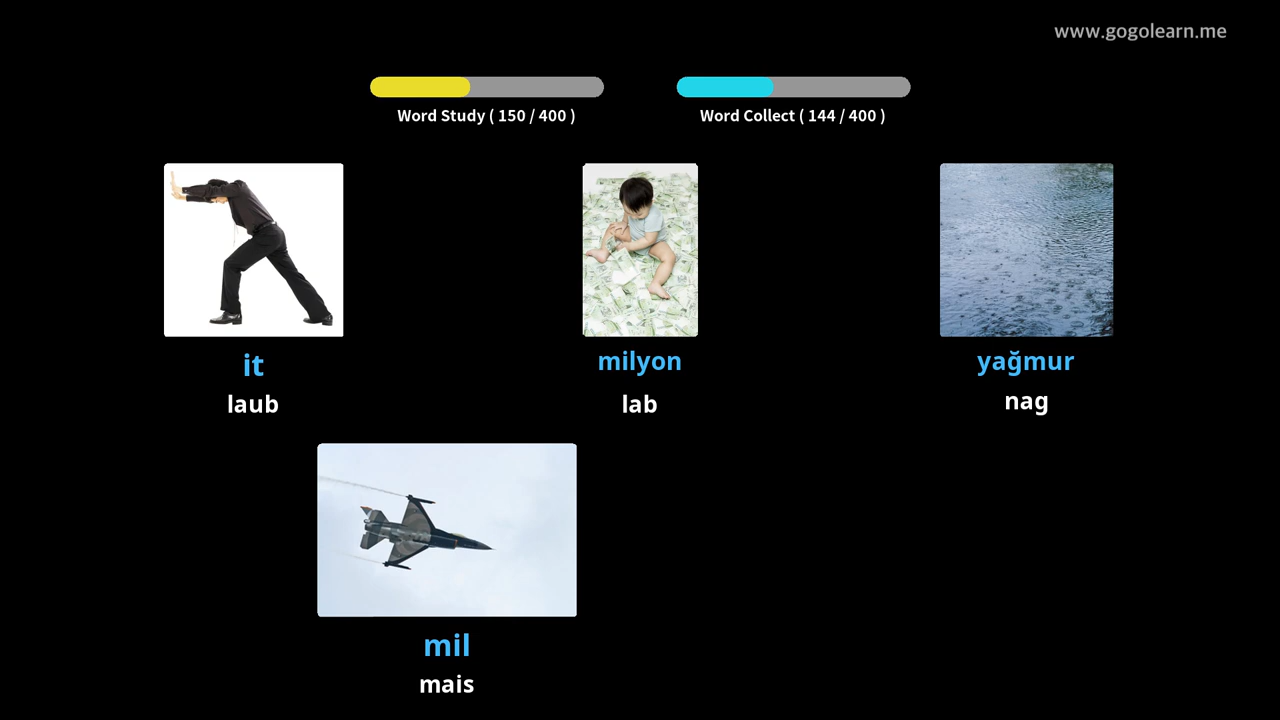 www.gogolearn.me
Word Study ( 150 / 400 )
Word Collect ( 144 / 400 )
it
laub
milyon
lab
yağmur
nag
mil
mais